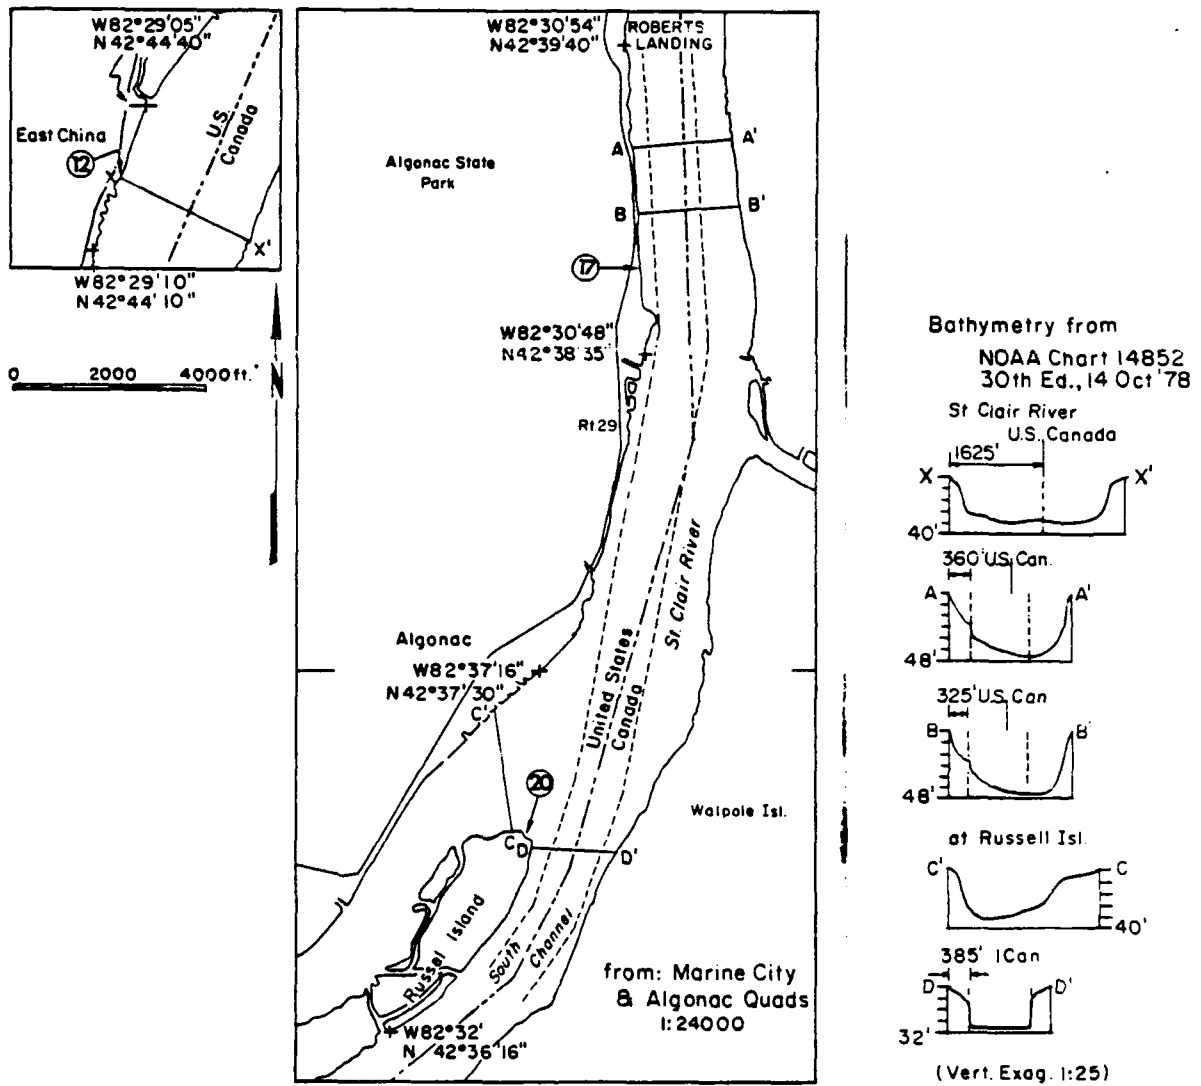 W82°29'05"
N42°44'40"
East China
12
U.S.
Canada
X
X'
W82°29'10"
N42°44'10"
0 2000 4000ft.
N
W82°30'54"
N42°39'40"
ROBERTS
LANDING
Algonac State
Park
A A'
B B'
17
W82°30'48"
N42°38'35"
Rt29
St. Clair River
Algonac
W82°37'16"
N42°37'30"
C'
United States
Canada
20
Walpole Isl.
C
D D'
Russel Island
South
Channel
from: Marine City
& Algonac Quads
1:24000
W82°32'
N 42°36'16"
Bathymetry from
NOAA Chart 14852
30th Ed., 14 Oct '78
St Clair River
U.S. Canada
1625'
X X'
40'
360' U.S Can.
A A'
48'
325' U.S Can
B B'
48'
at Russell Isl.
C' C
40'
385' I Can
D D'
32'
(Vert. Exag. 1:25)